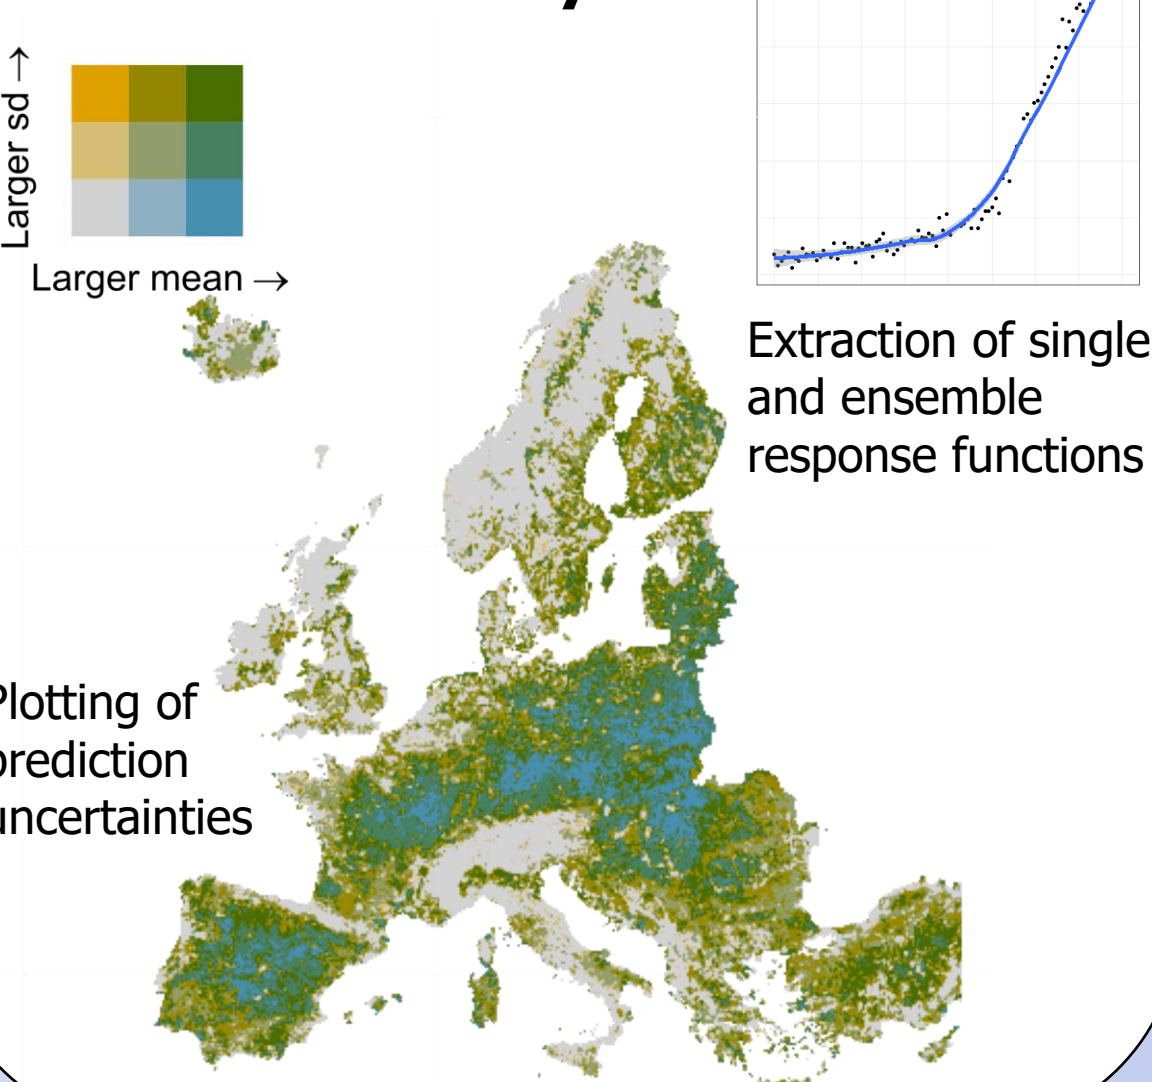 Larger sd →
Larger mean →
Extraction of single
and ensemble
response functions
Plotting of
prediction
uncertainties